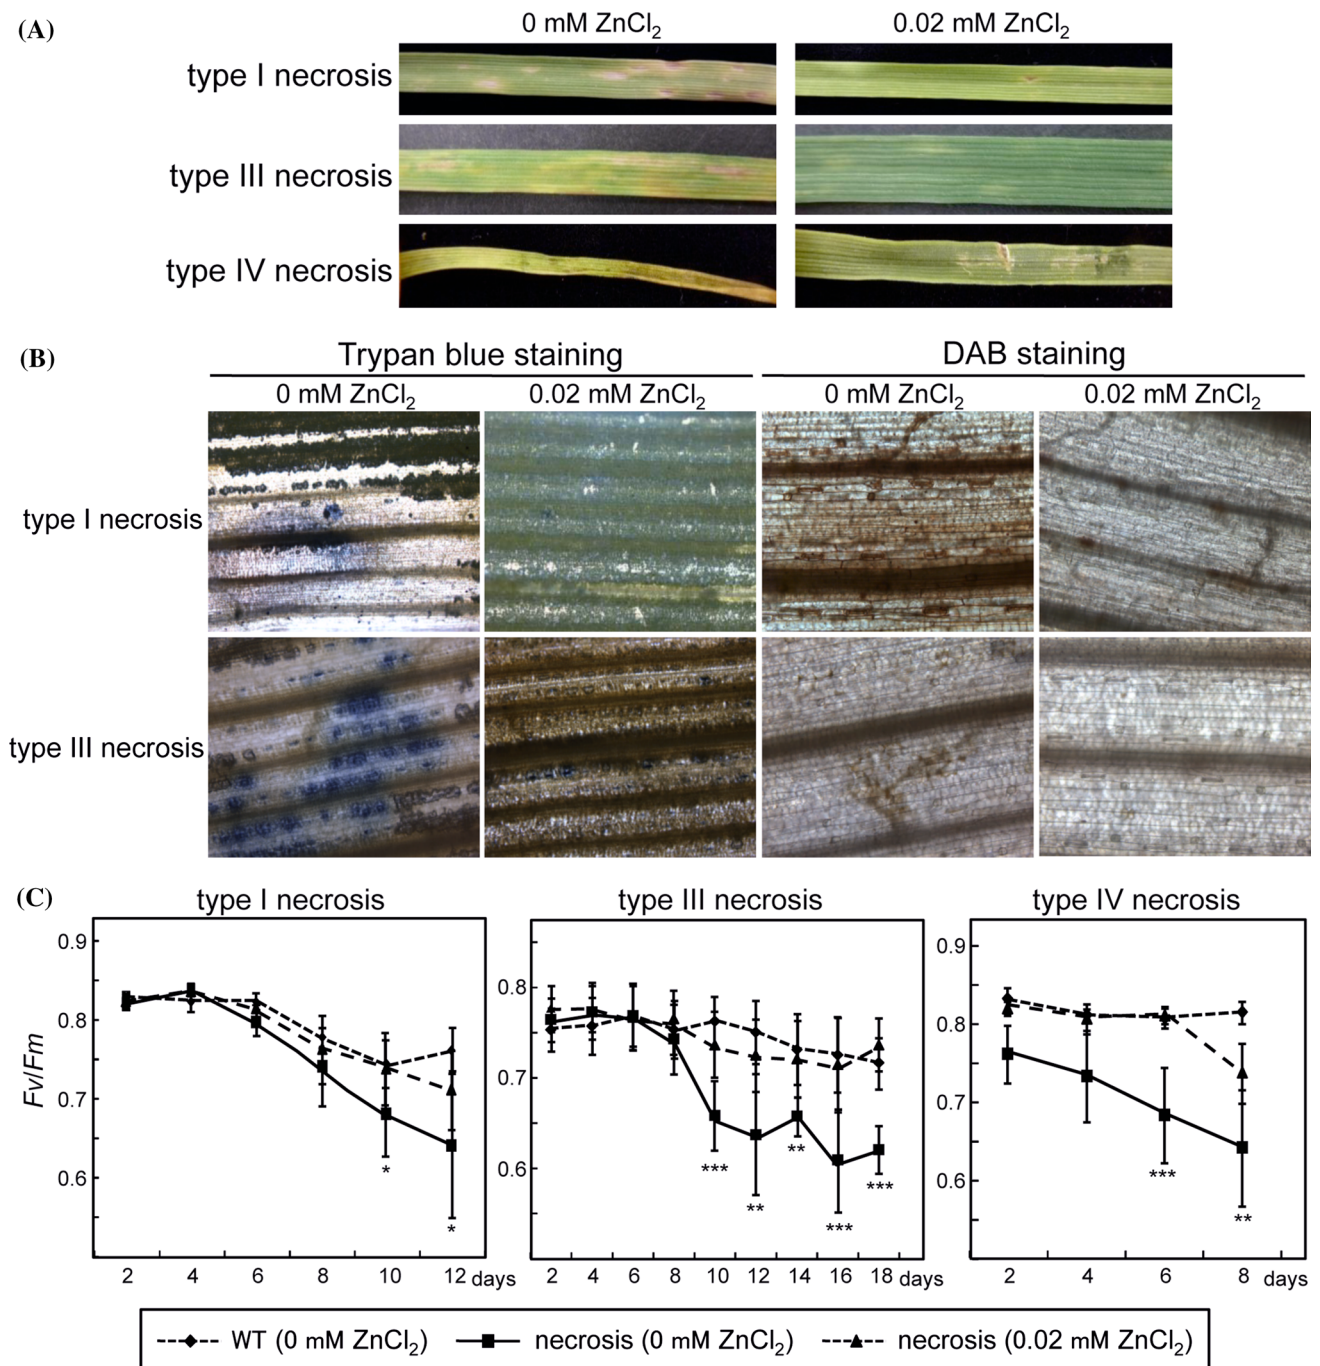 (A)
0 mM ZnCl₂ 0.02 mM ZnCl₂
type I necrosis
type III necrosis
type IV necrosis
(B)
Trypan blue staining DAB staining
0 mM ZnCl₂ 0.02 mM ZnCl₂ 0 mM ZnCl₂ 0.02 mM ZnCl₂
type I necrosis
type III necrosis
(C)
type I necrosis
Fv/Fm
0.9
0.8
0.7
0.6
*
*
2 4 6 8 10 12 days
type III necrosis
0.8
0.7
0.6
***
**
**
***
***
2 4 6 8 10 12 14 16 18 days
type IV necrosis
0.9
0.8
0.7
0.6
***
**
2 4 6 8 days
WT (0 mM ZnCl₂) necrosis (0 mM ZnCl₂) necrosis (0.02 mM ZnCl₂)